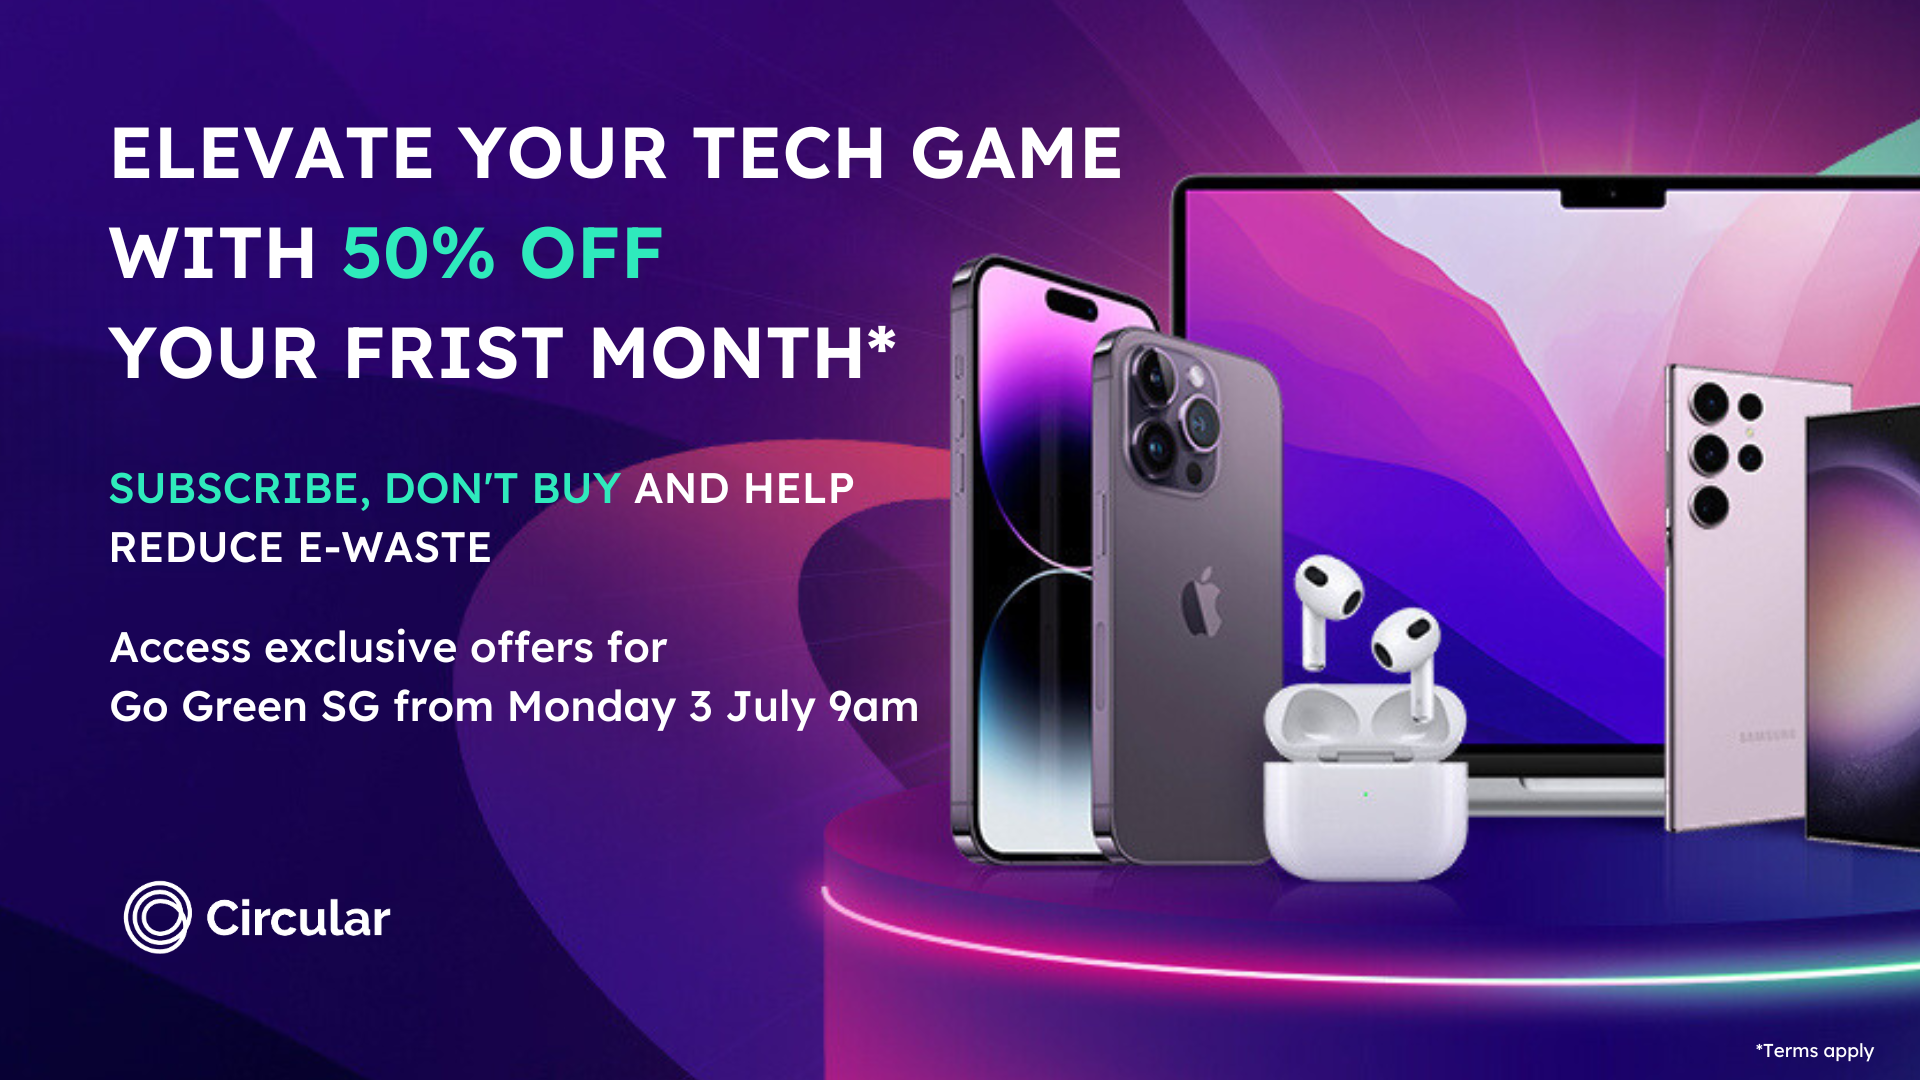 ELEVATE YOUR TECH GAME
WITH 50% OFF
YOUR FRIST MONTH*
SUBSCRIBE, DON'T BUY AND HELP
REDUCE E-WASTE
Access exclusive offers for
Go Green SG from Monday 3 July 9am
Circular
SAMSUNG
*Terms apply